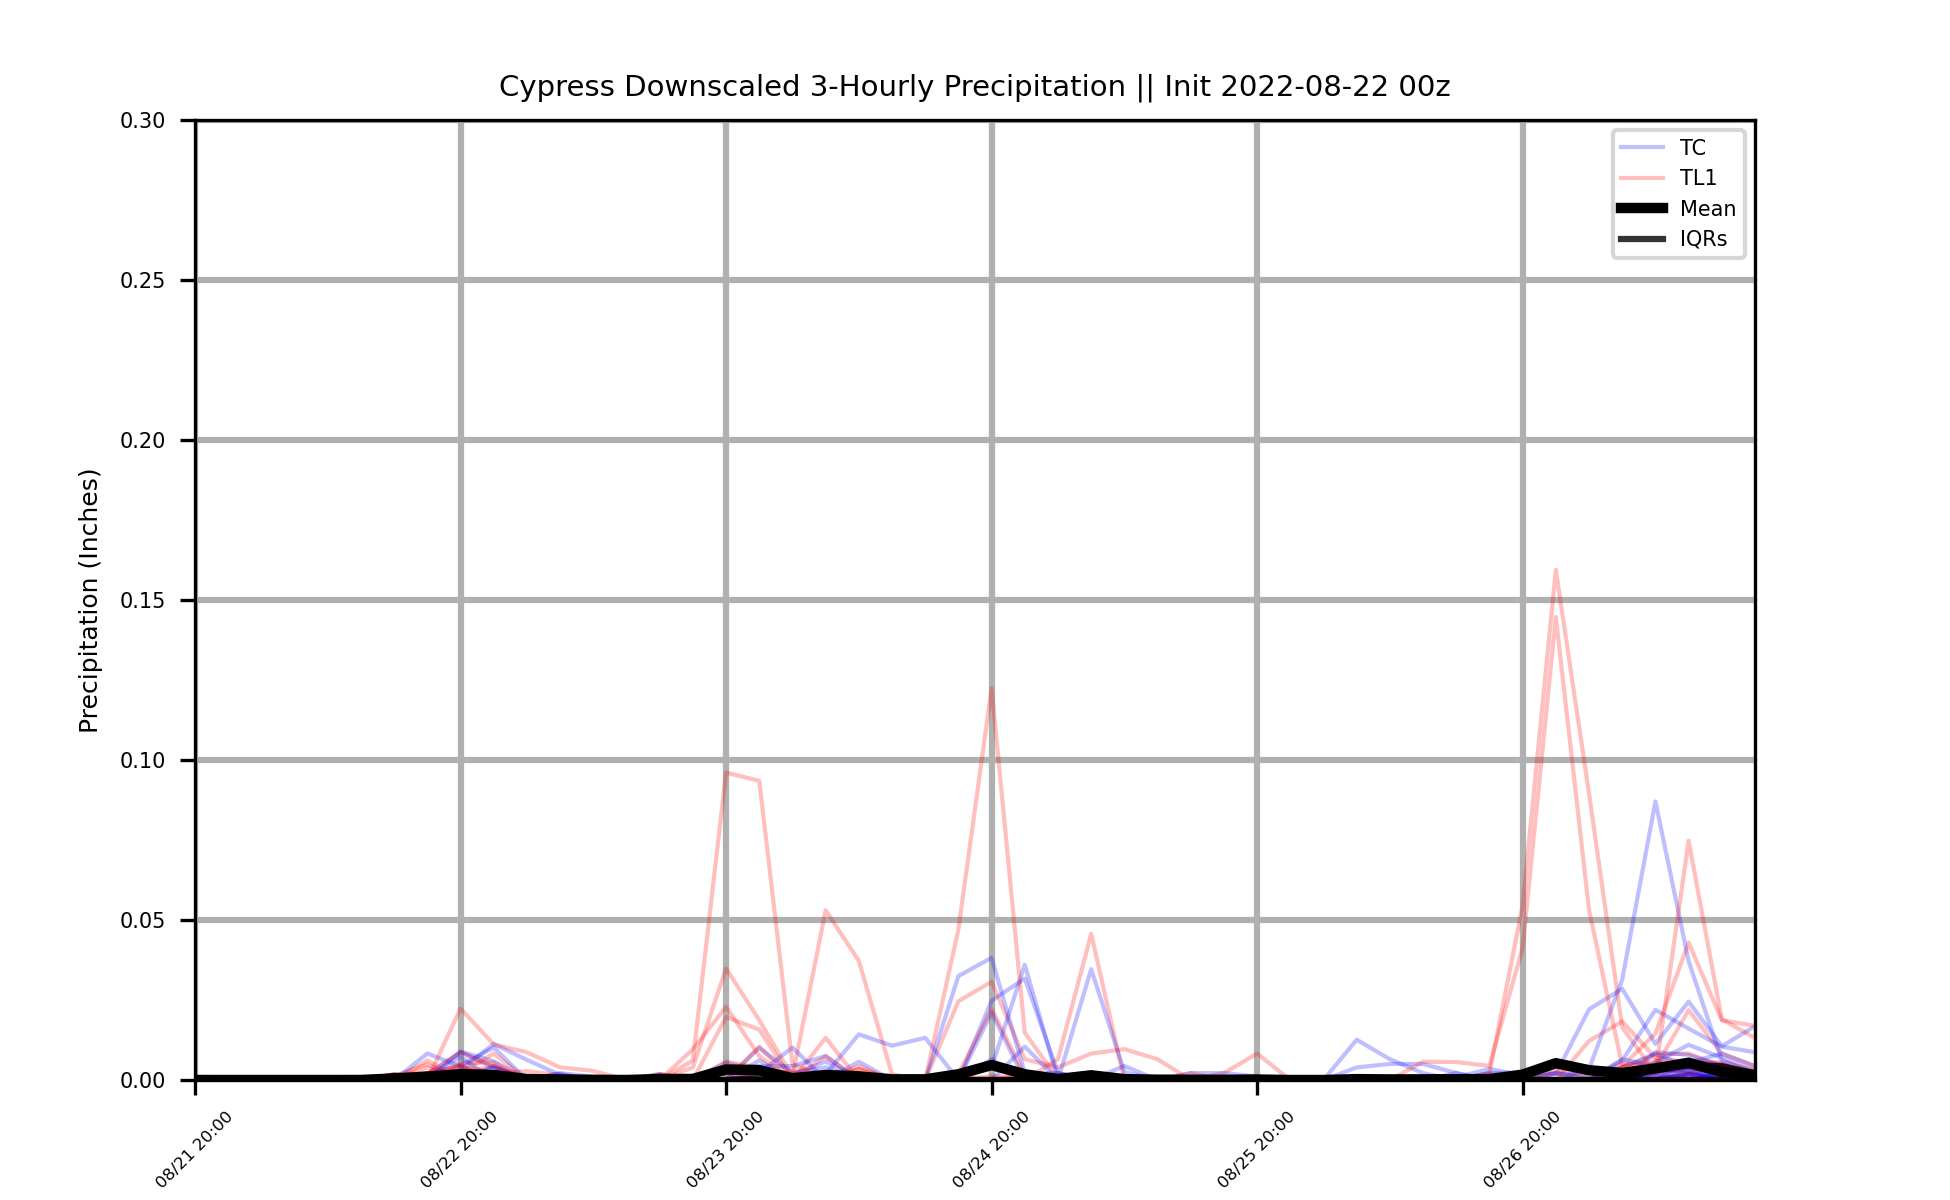 Cypress Downscaled 3-Hourly Precipitation || Init 2022-08-22 00z
TC
TL1
Mean
IQRs
Precipitation (Inches)
0.30
0.25
0.20
0.15
0.10
0.05
0.00
08/21 20:00
08/22 20:00
08/23 20:00
08/24 20:00
08/25 20:00
08/26 20:00